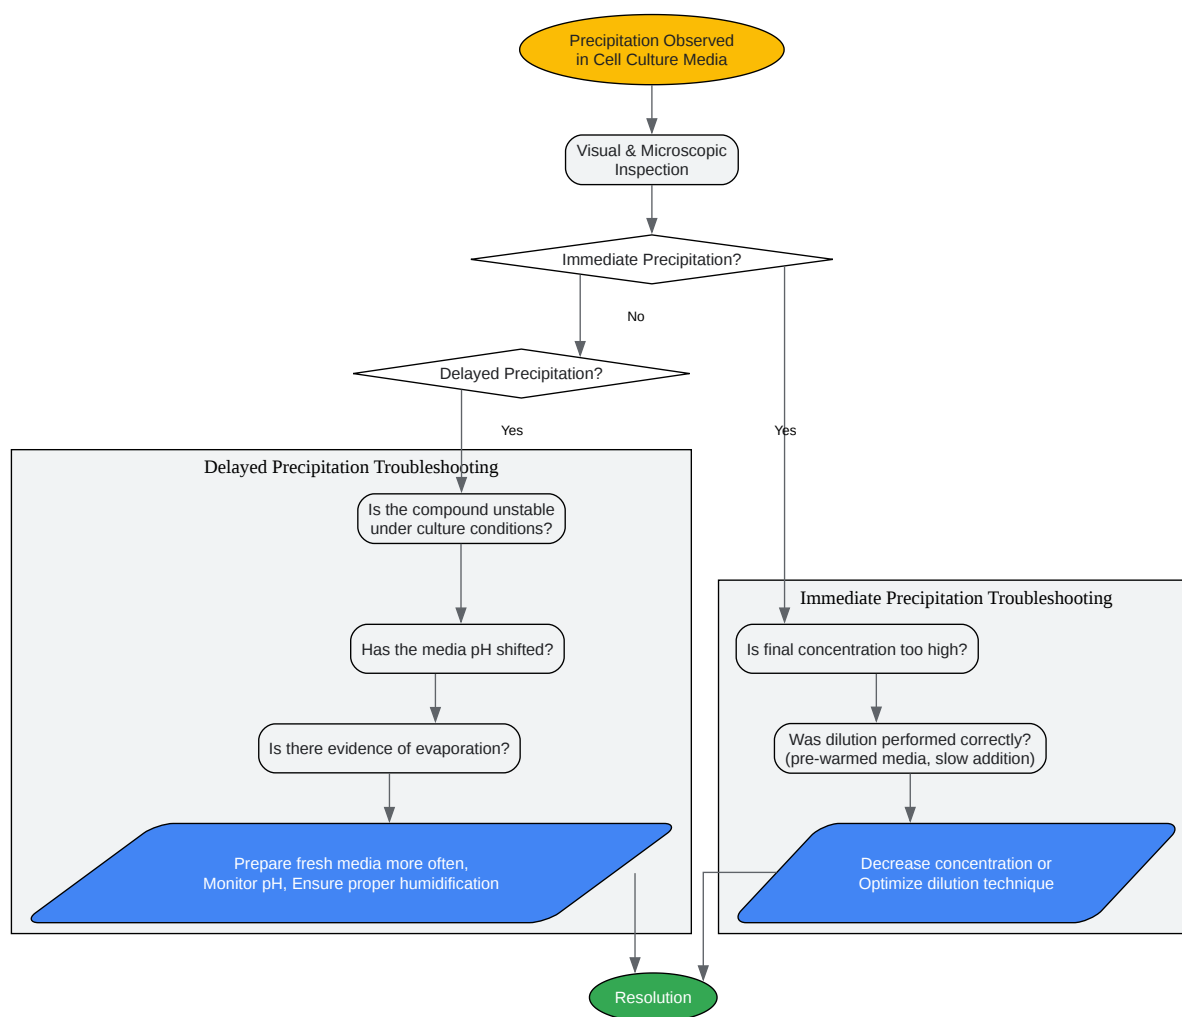 Precipitation Observed
in Cell Culture Media
Visual & Microscopic
Inspection
Immediate Precipitation?
No
Delayed Precipitation?
Yes
Yes
Delayed Precipitation Troubleshooting
Is the compound unstable
under culture conditions?
Has the media pH shifted?
Is there evidence of evaporation?
Prepare fresh media more often,
Monitor pH, Ensure proper humidification
Immediate Precipitation Troubleshooting
Is final concentration too high?
Was dilution performed correctly?
(pre-warmed media, slow addition)
Decrease concentration or
Optimize dilution technique
Resolution